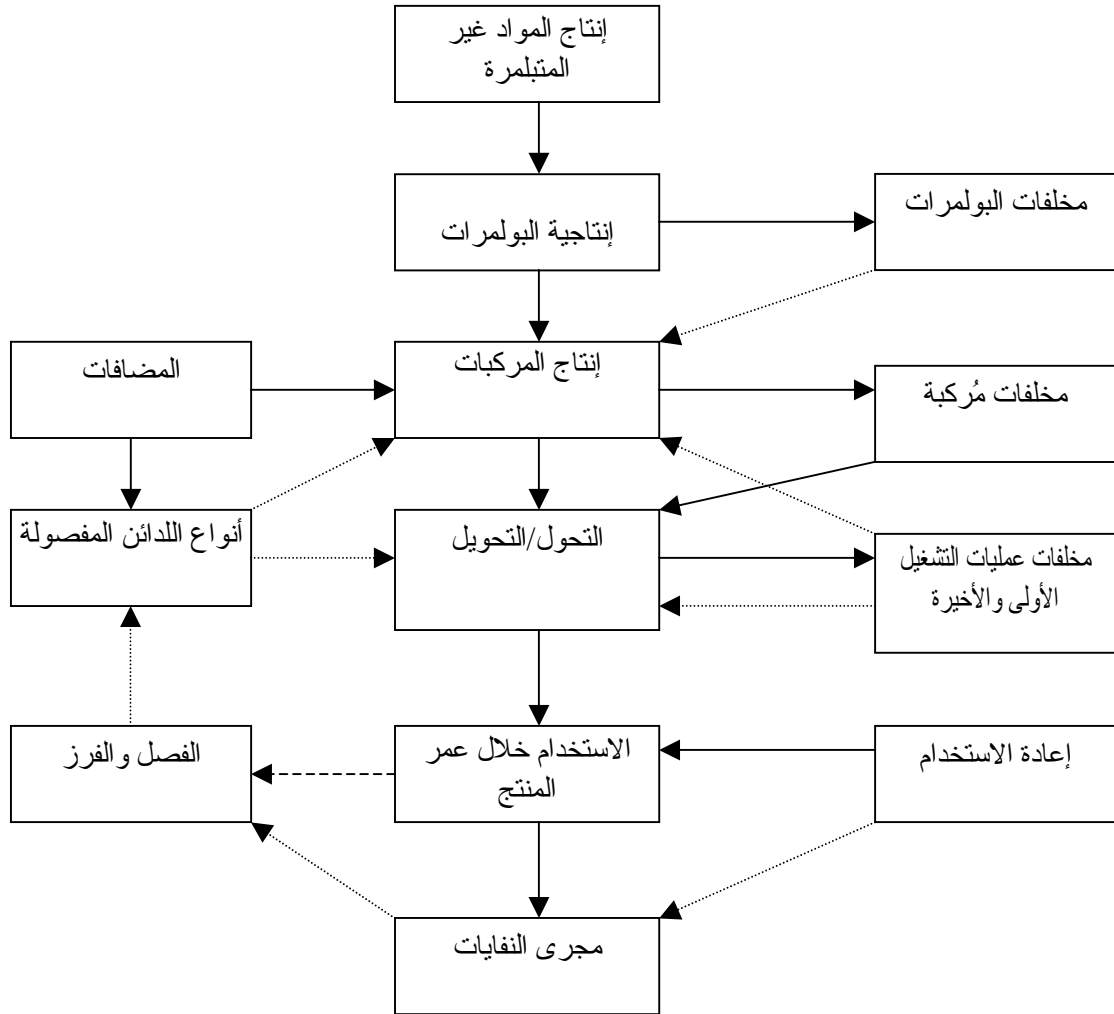 إنتاج المواد غير
المتبلمرة
إنتاجية البولمرات
مخلفات البولمرات
المضافات
إنتاج المركبات
مخلفات مُركبة
أنواع اللدائن المفصولة
التحول/التحويل
مخلفات عمليات التشغيل
الأولى والأخيرة
الفصل والفرز
الاستخدام خلال عمر
المنتج
إعادة الاستخدام
مجرى النفايات